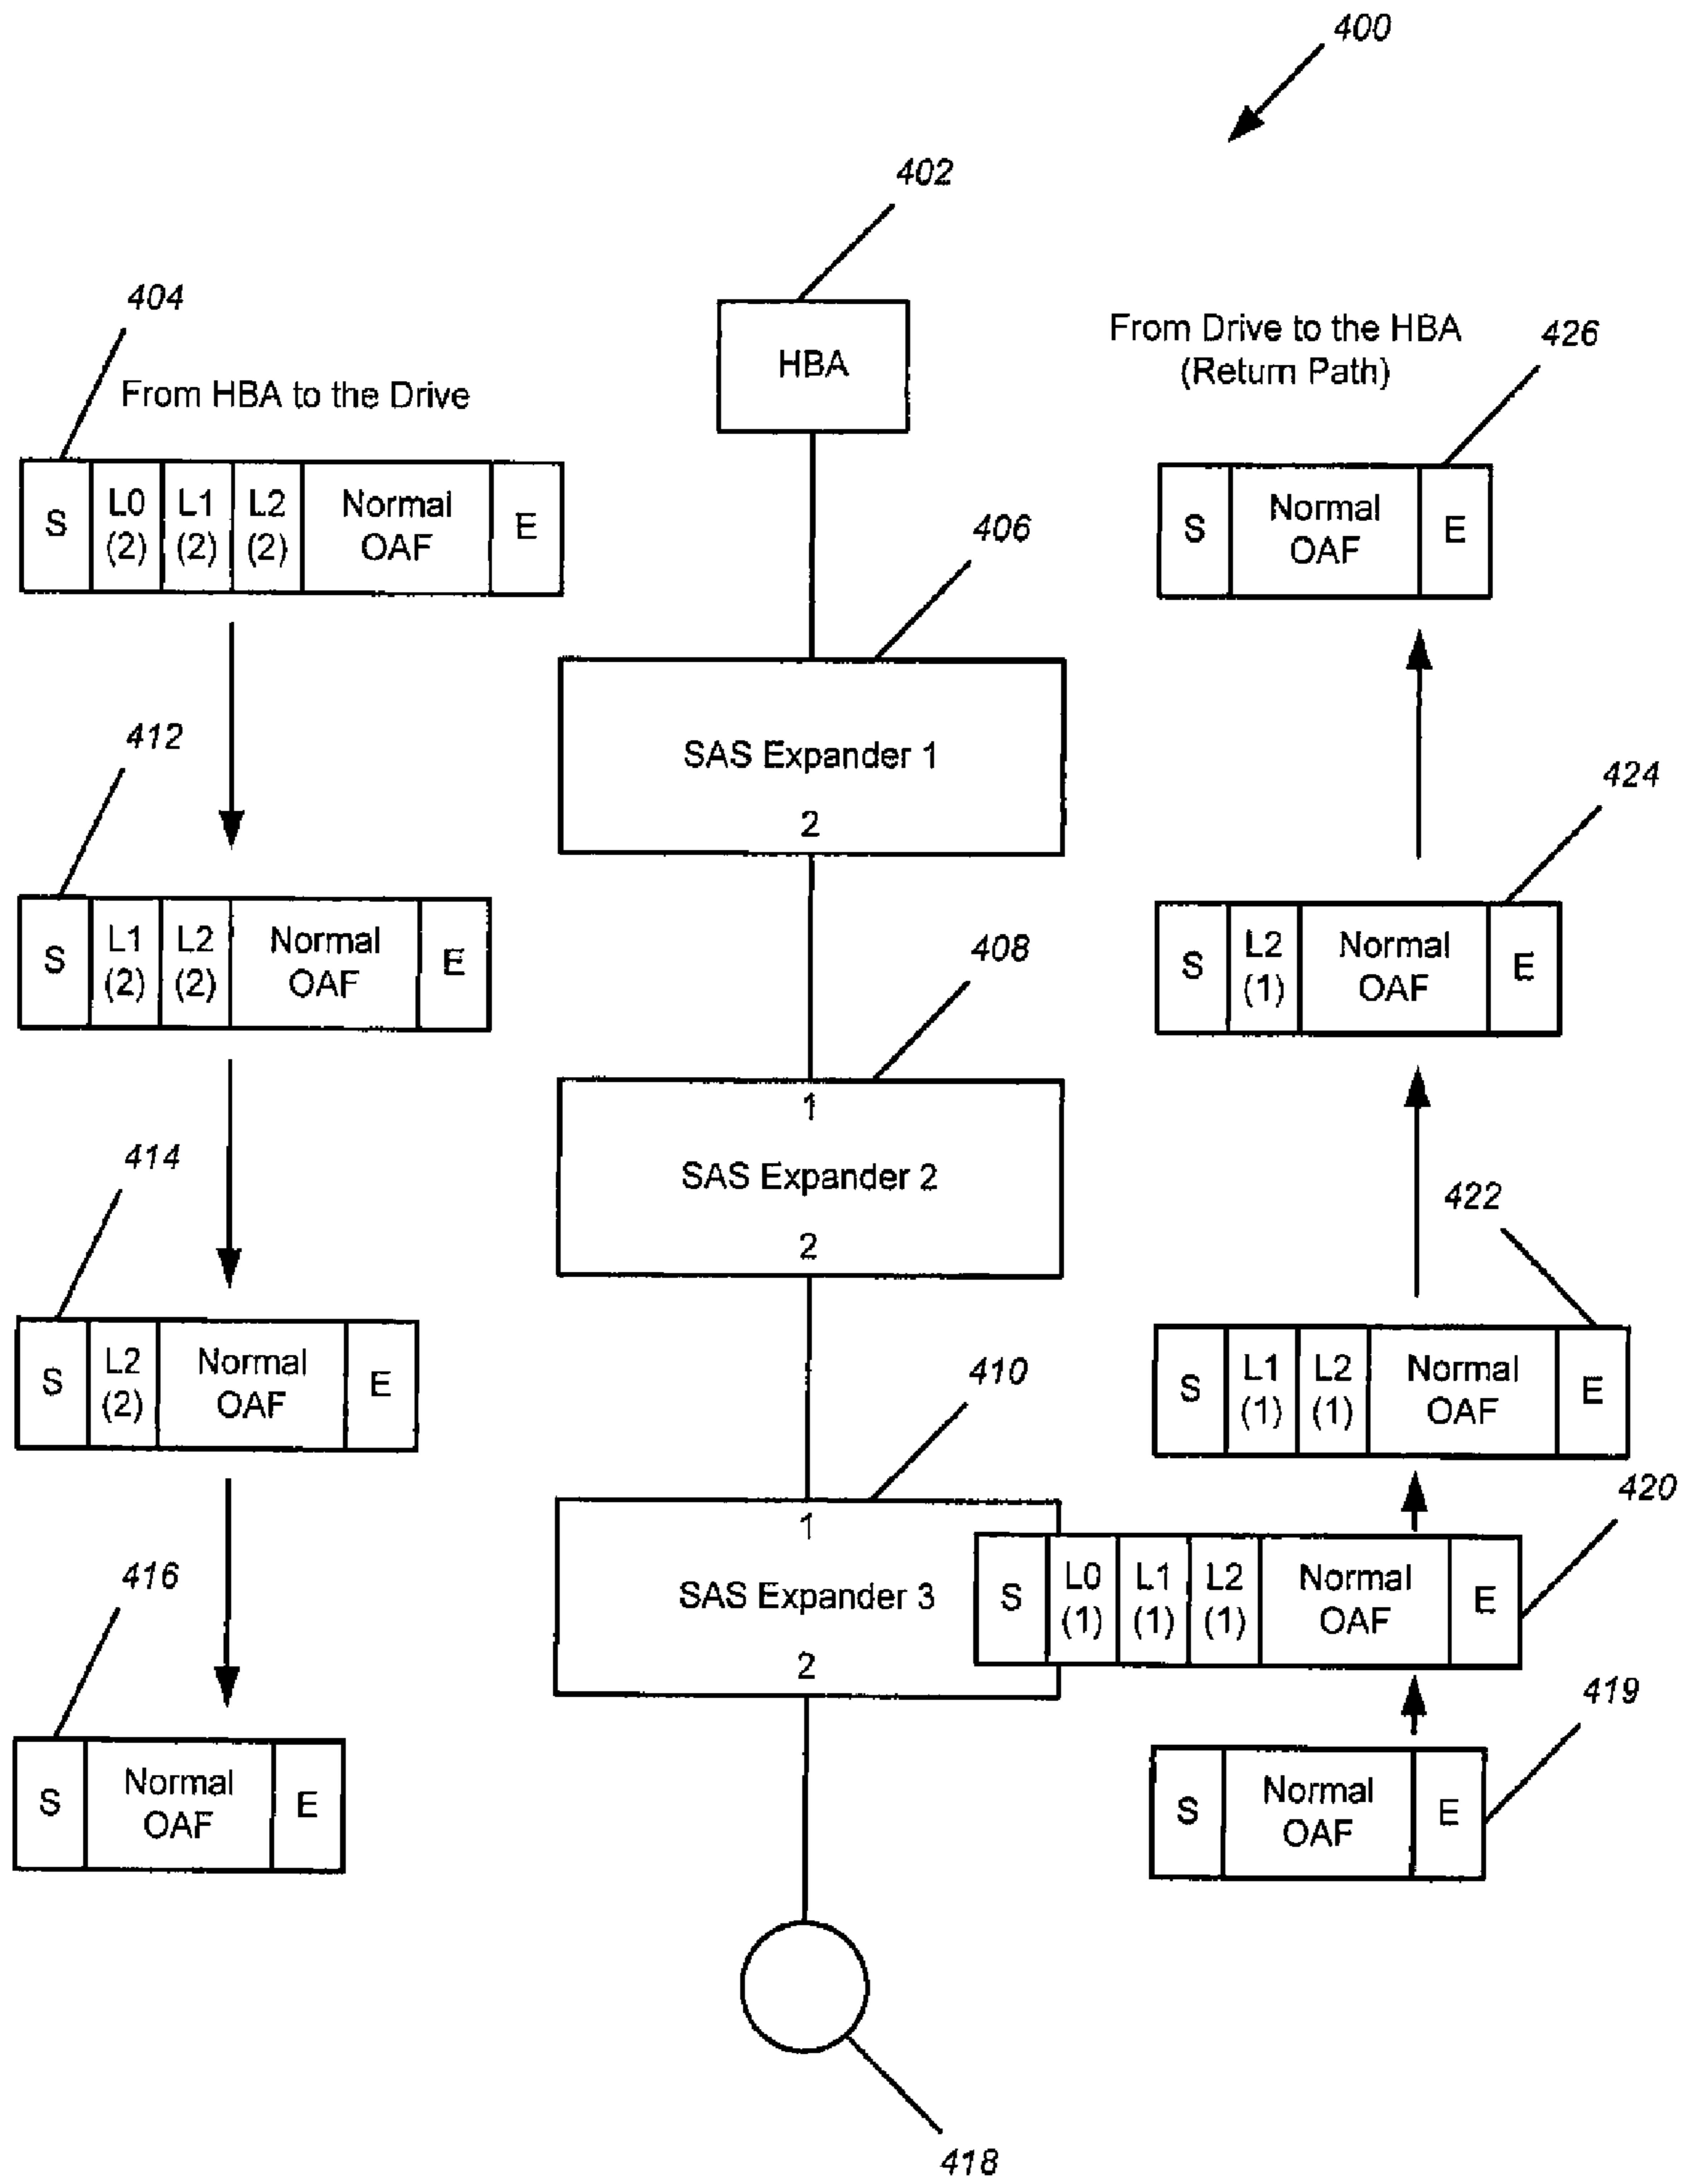 400
402
404
From HBA to the Drive
HBA
From Drive to the HBA
(Return Path)
426
S L0 (2) L1 (2) L2 (2) Normal OAF E
406
S Normal OAF E
412
SAS Expander 1
2
424
S L1 (2) L2 (2) Normal OAF E
408
S L2 (1) Normal OAF E
414
1
SAS Expander 2
2
422
S L2 (2) Normal OAF E
410
S L1 (1) L2 (1) Normal OAF E
416
1
SAS Expander 3
2
420
S L0 (1) L1 (1) L2 (1) Normal OAF E
419
S Normal OAF E
S Normal OAF E
418